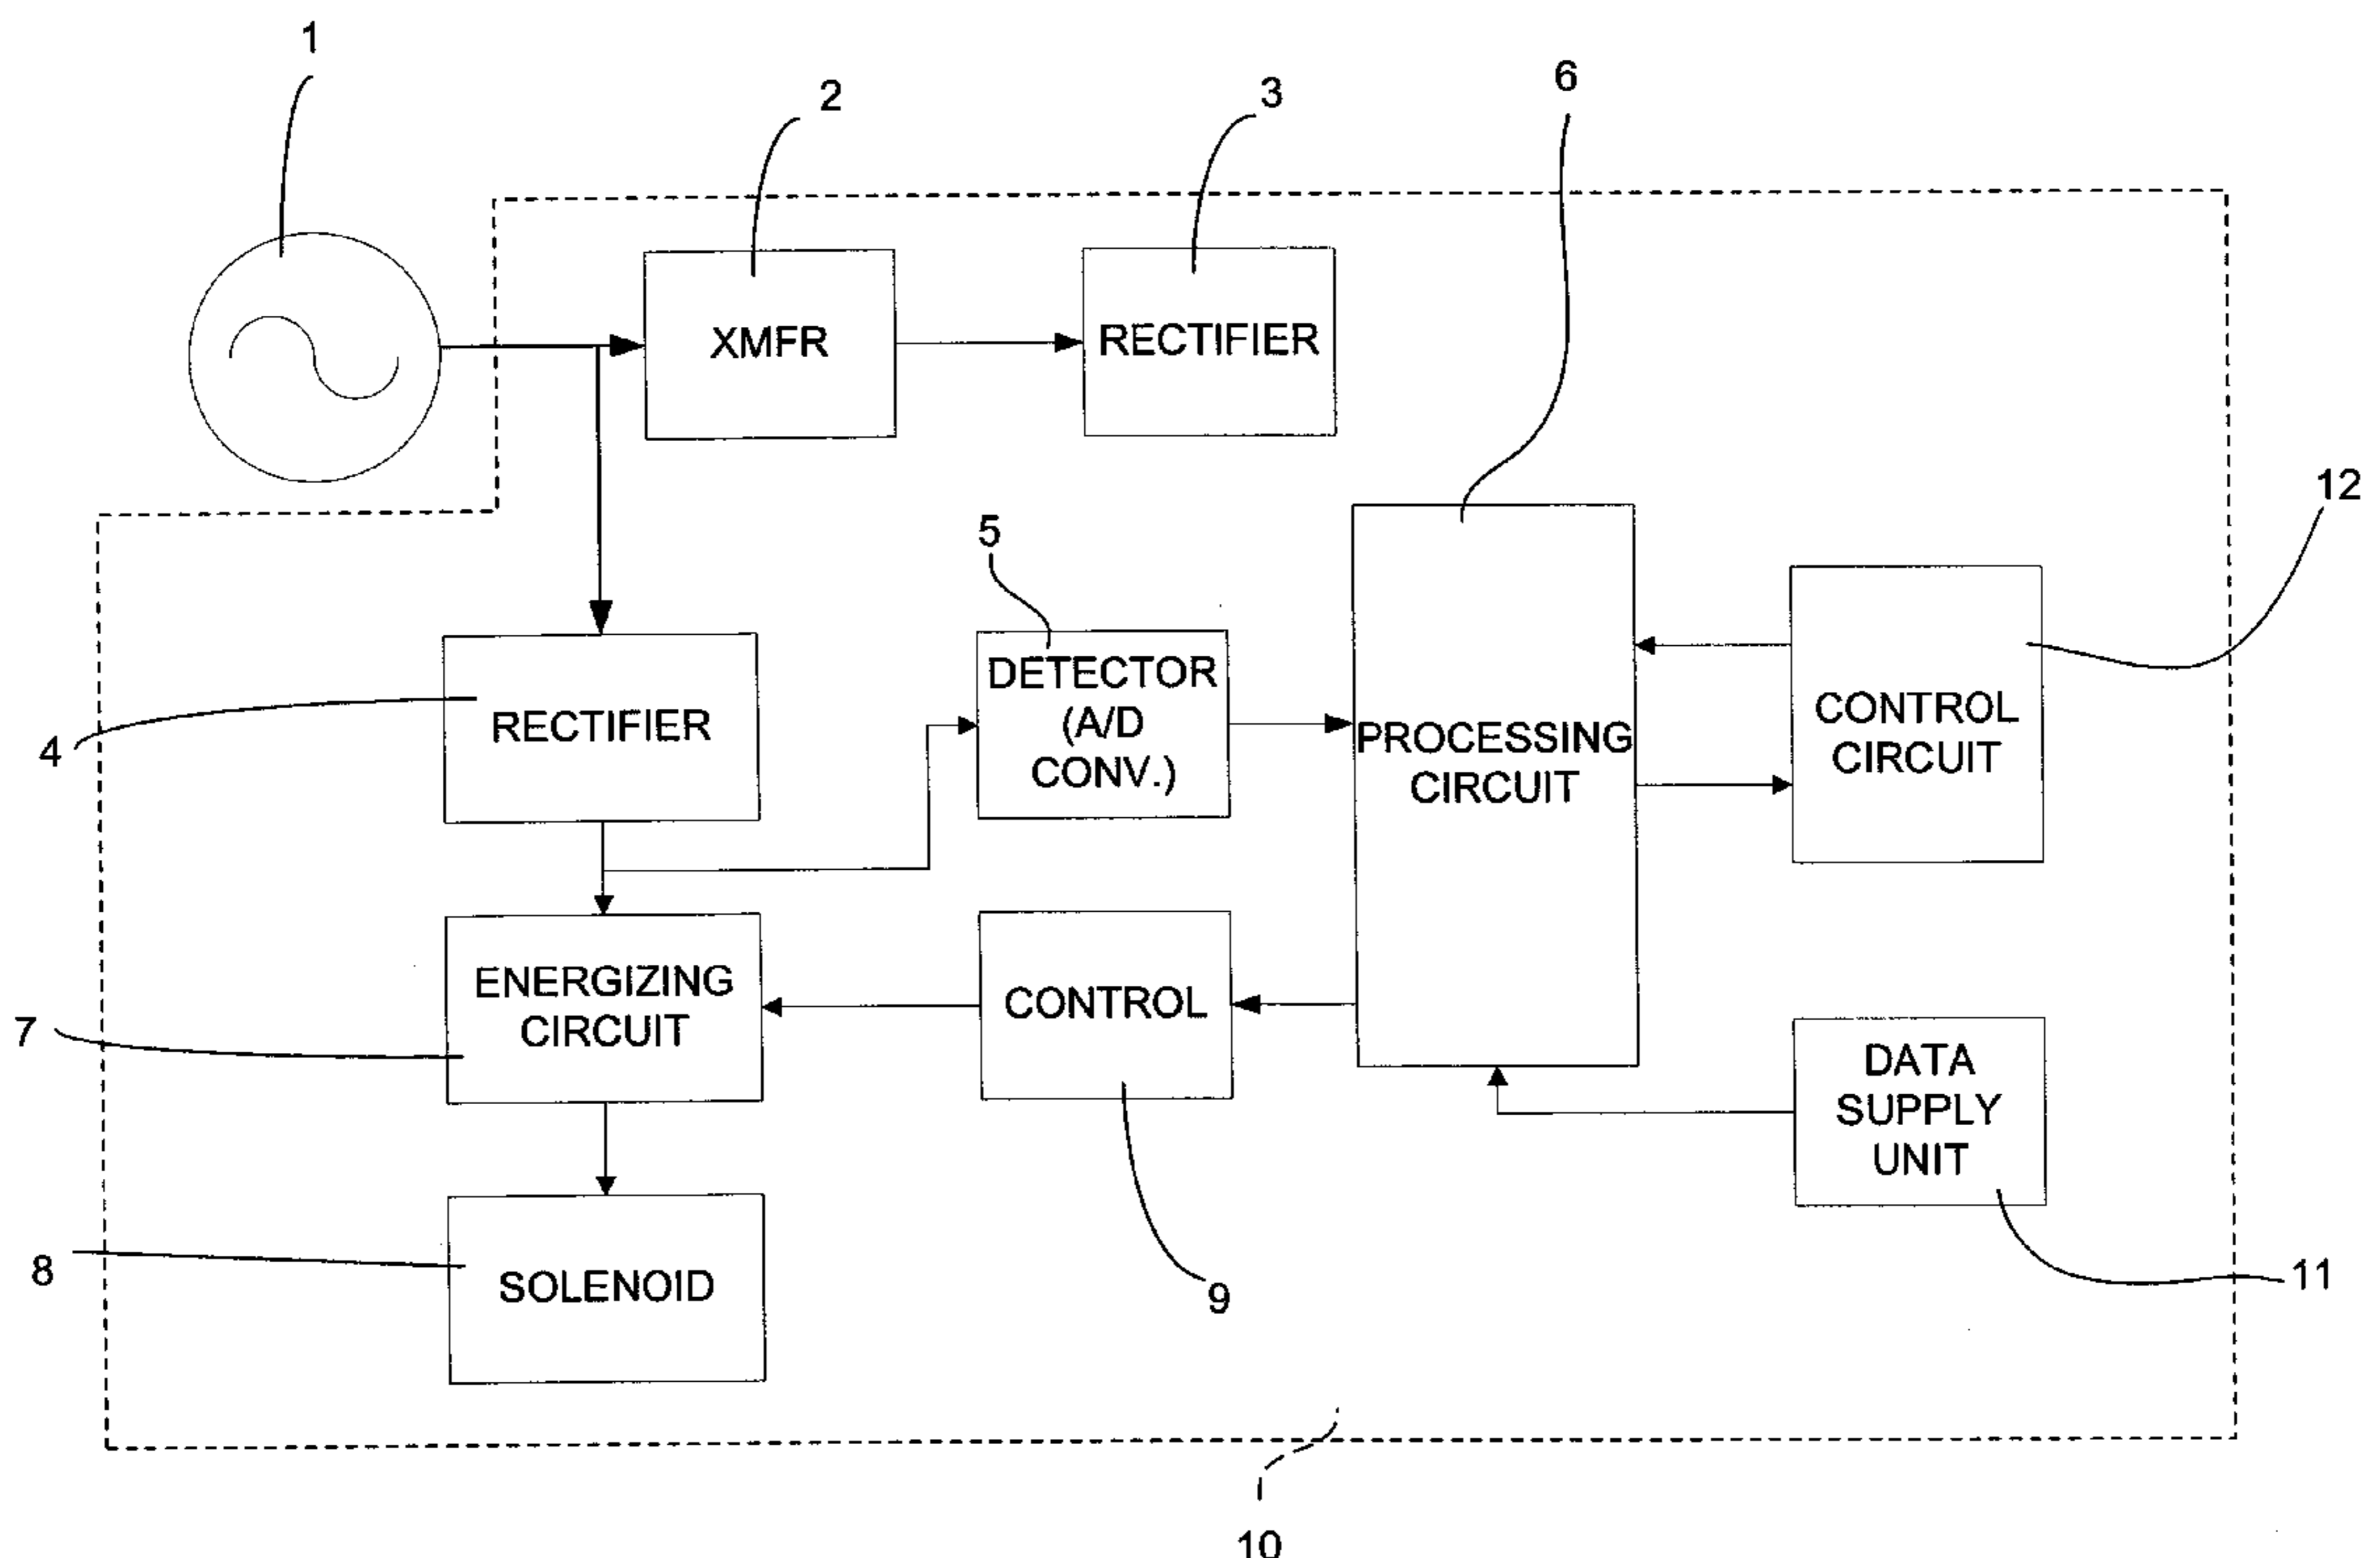 1
2
3
6
XMFR
RECTIFIER
12
5
4
RECTIFIER
DETECTOR
(A/D
CONV.)
PROCESSING
CIRCUIT
CONTROL
CIRCUIT
7
ENERGIZING
CIRCUIT
CONTROL
DATA
SUPPLY
UNIT
8
SOLENOID
9
11
10